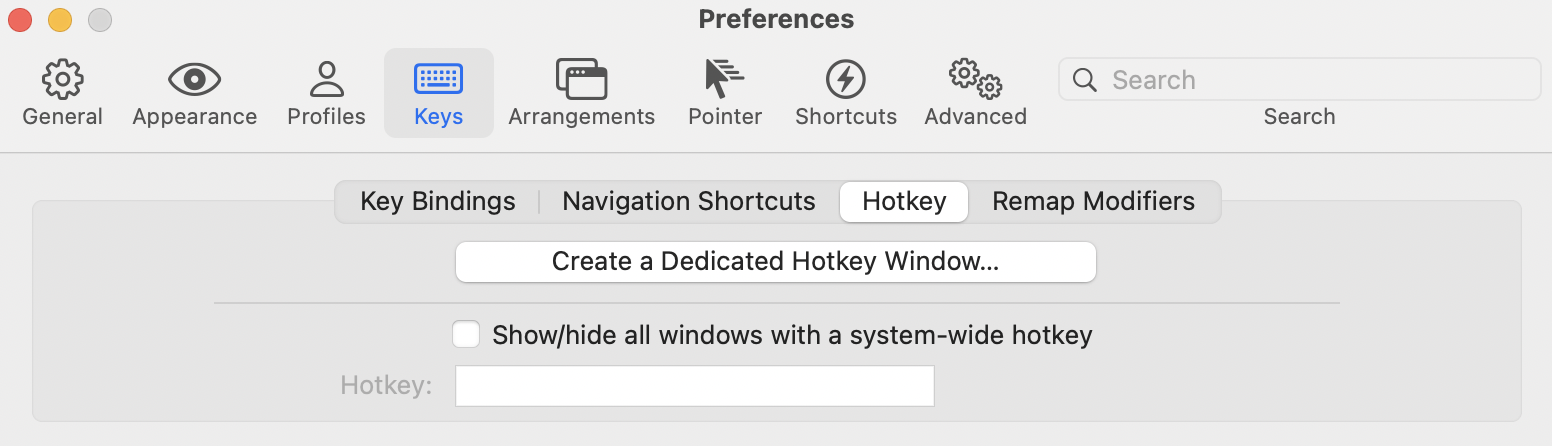 Preferences
General Appearance Profiles Keys Arrangements Pointer Shortcuts Advanced Search
Search
Key Bindings Navigation Shortcuts Hotkey Remap Modifiers
Create a Dedicated Hotkey Window...
Show/hide all windows with a system-wide hotkey
Hotkey: